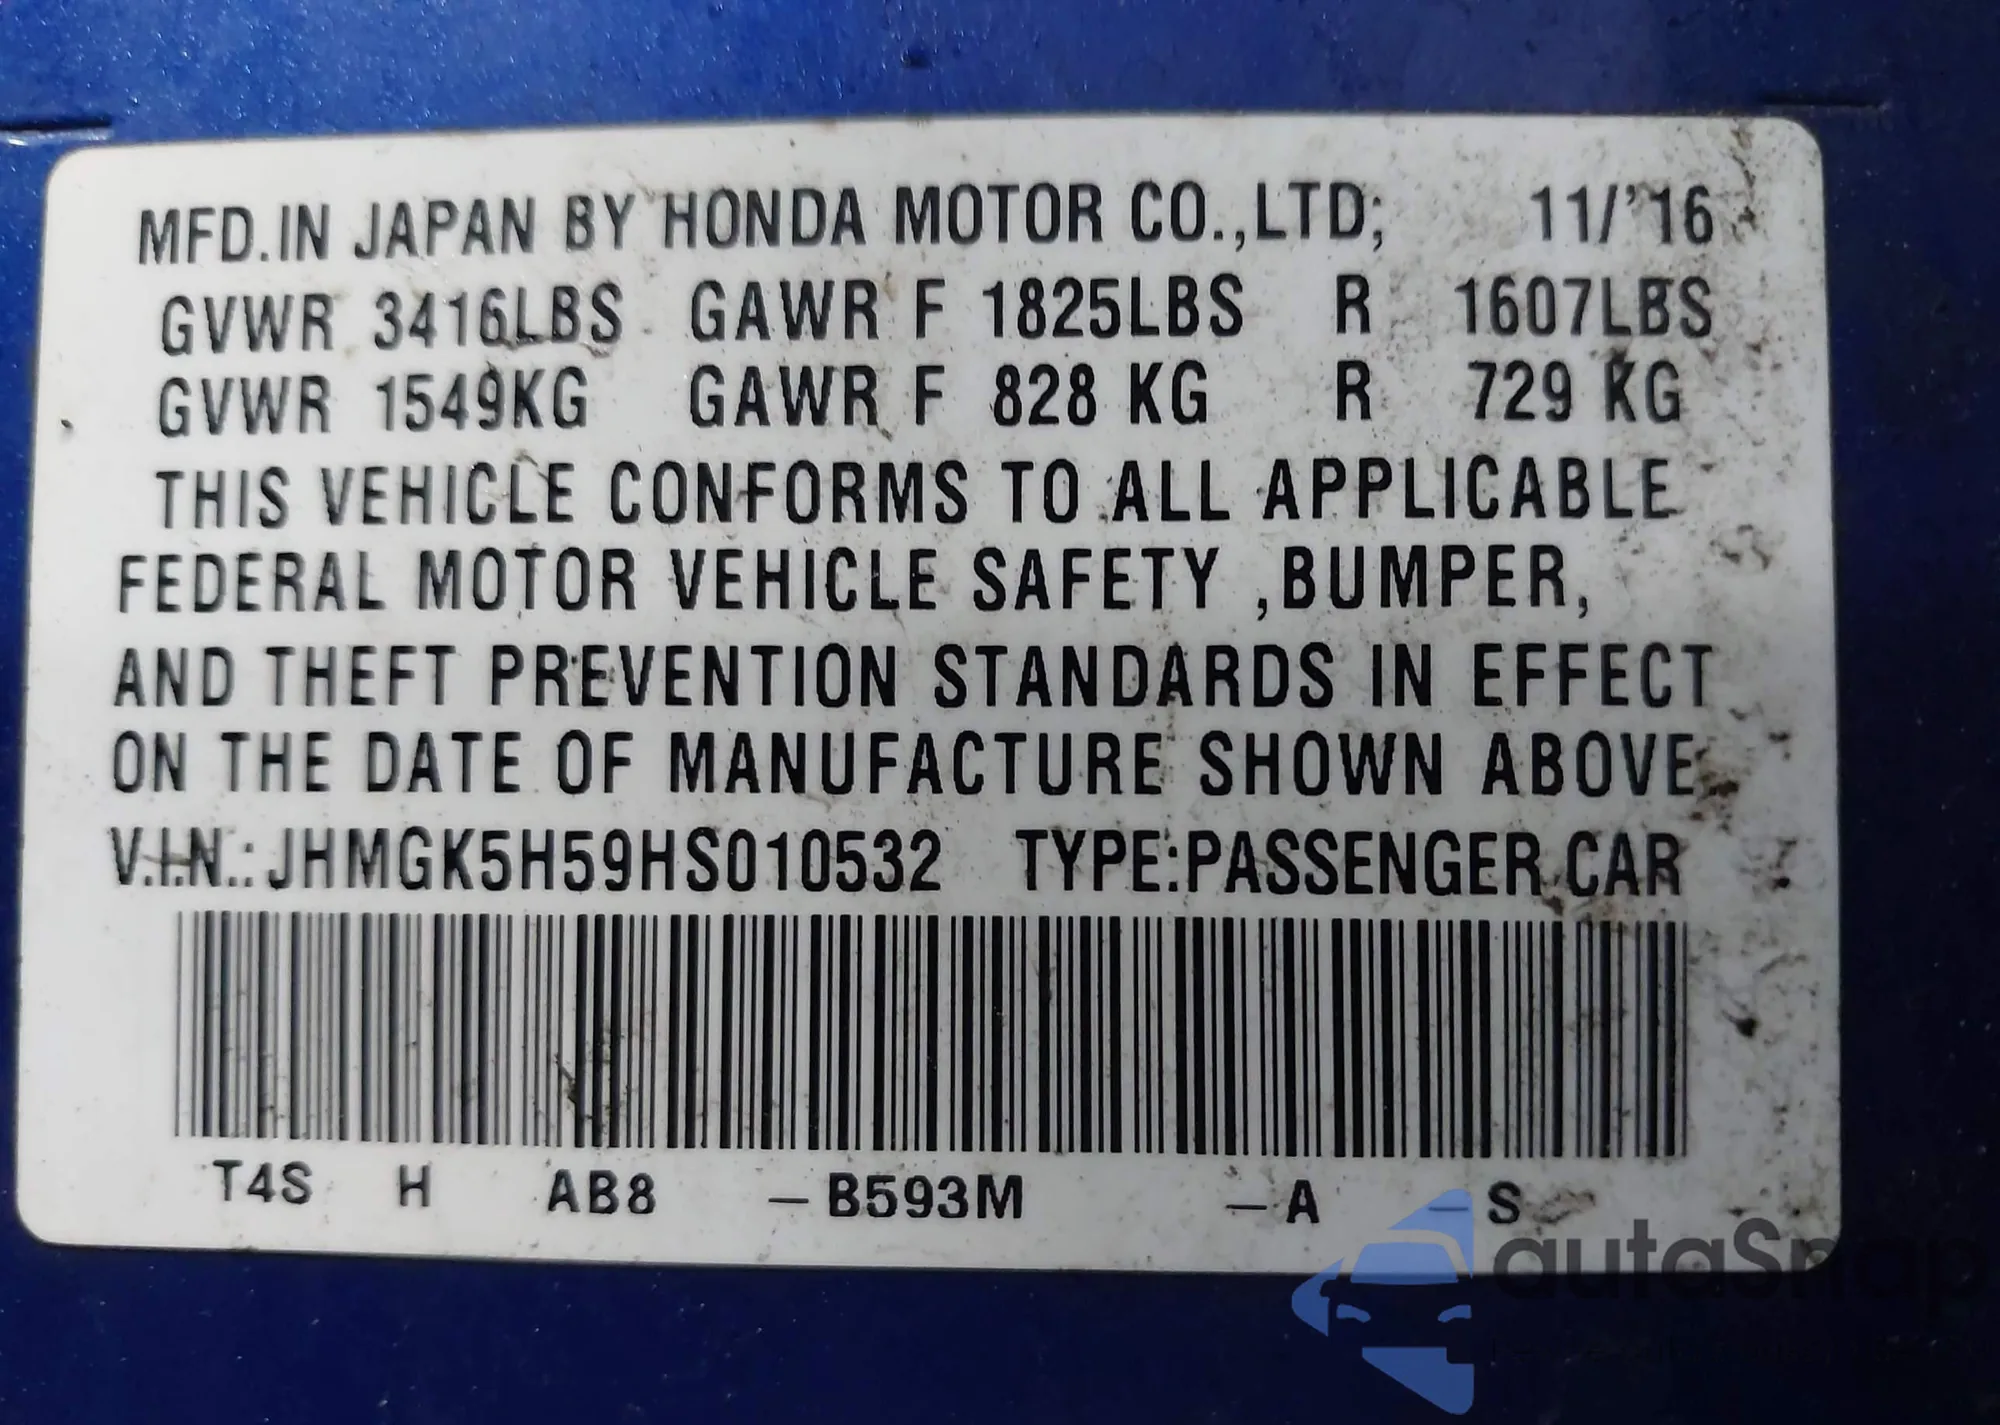 MFD.IN JAPAN BY HONDA MOTOR CO.,LTD; 11/'16
GVWR 3416LBS GAWR F 1825LBS R 1607LBS
GVWR 1549KG GAWR F 828 KG R 729 KG
THIS VEHICLE CONFORMS TO ALL APPLICABLE
FEDERAL MOTOR VEHICLE SAFETY ,BUMPER,
AND THEFT PREVENTION STANDARDS IN EFFECT
ON THE DATE OF MANUFACTURE SHOWN ABOVE
V.I.N.:JHMGK5H59HS010532 TYPE:PASSENGER CAR
T4S H AB8 – B593M – A – S
autaSnap